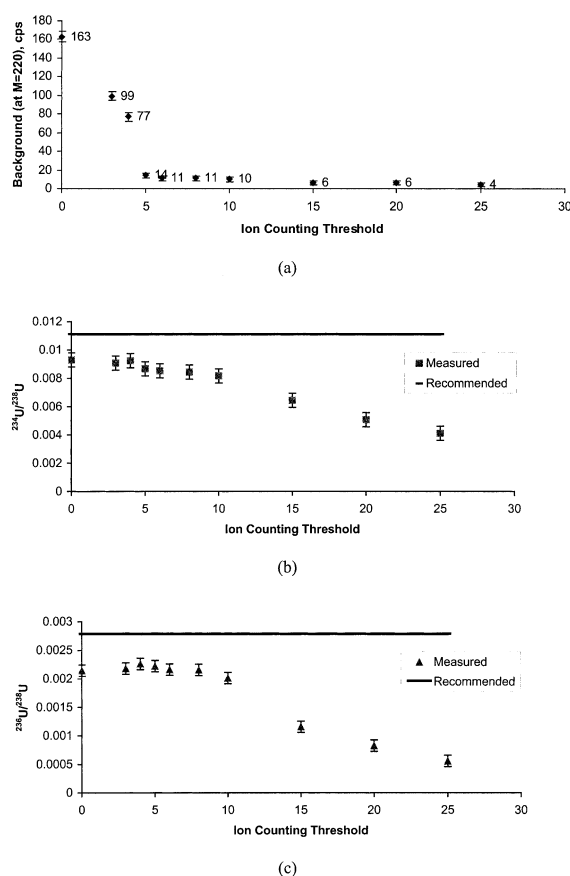 Background (at M=220), cps
180
160
140
120
100
80
60
40
20
0
163
99
77
14
11
11
10
6
6
4
0 5 10 15 20 25 30
Ion Counting Threshold
(a)
234U/238U
0.012
0.01
0.008
0.006
0.004
0.002
0
Measured
Recommended
0 5 10 15 20 25 30
Ion Counting Threshold
(b)
236U/238U
0.003
0.0025
0.002
0.0015
0.001
0.0005
0
Measured
Recommended
0 5 10 15 20 25 30
Ion Counting Threshold
(c)